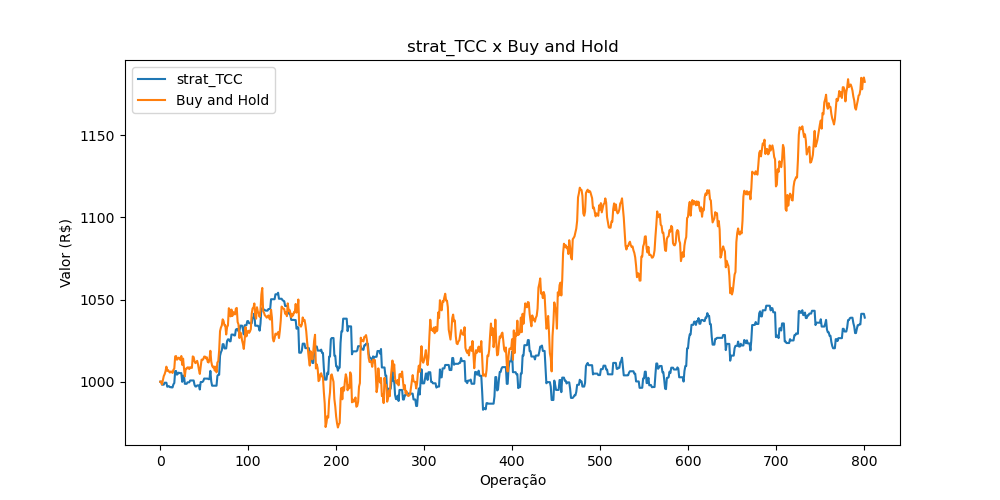 strat_TCC x Buy and Hold
strat_TCC
Buy and Hold
1150
1100
1050
1000
Valor (R$)
0 100 200 300 400 500 600 700 800
Operação